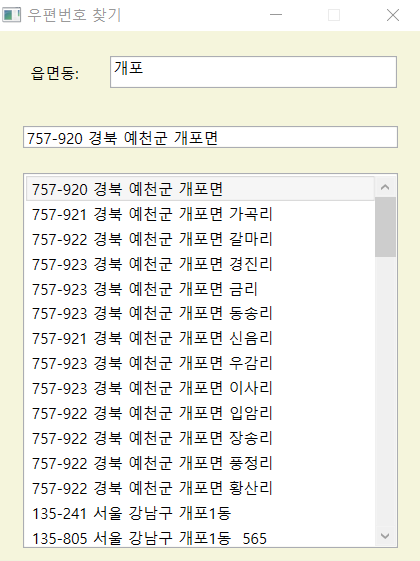 우편번호 찾기
읍면동: 개포
757-920 경북 예천군 개포면
757-920 경북 예천군 개포면
757-921 경북 예천군 개포면 가곡리
757-922 경북 예천군 개포면 갈마리
757-923 경북 예천군 개포면 경진리
757-923 경북 예천군 개포면 금리
757-923 경북 예천군 개포면 동송리
757-921 경북 예천군 개포면 신음리
757-923 경북 예천군 개포면 우감리
757-923 경북 예천군 개포면 이사리
757-922 경북 예천군 개포면 입암리
757-922 경북 예천군 개포면 장송리
757-922 경북 예천군 개포면 풍정리
757-922 경북 예천군 개포면 황산리
135-241 서울 강남구 개포1동
135-805 서울 강남구 개포1동 565